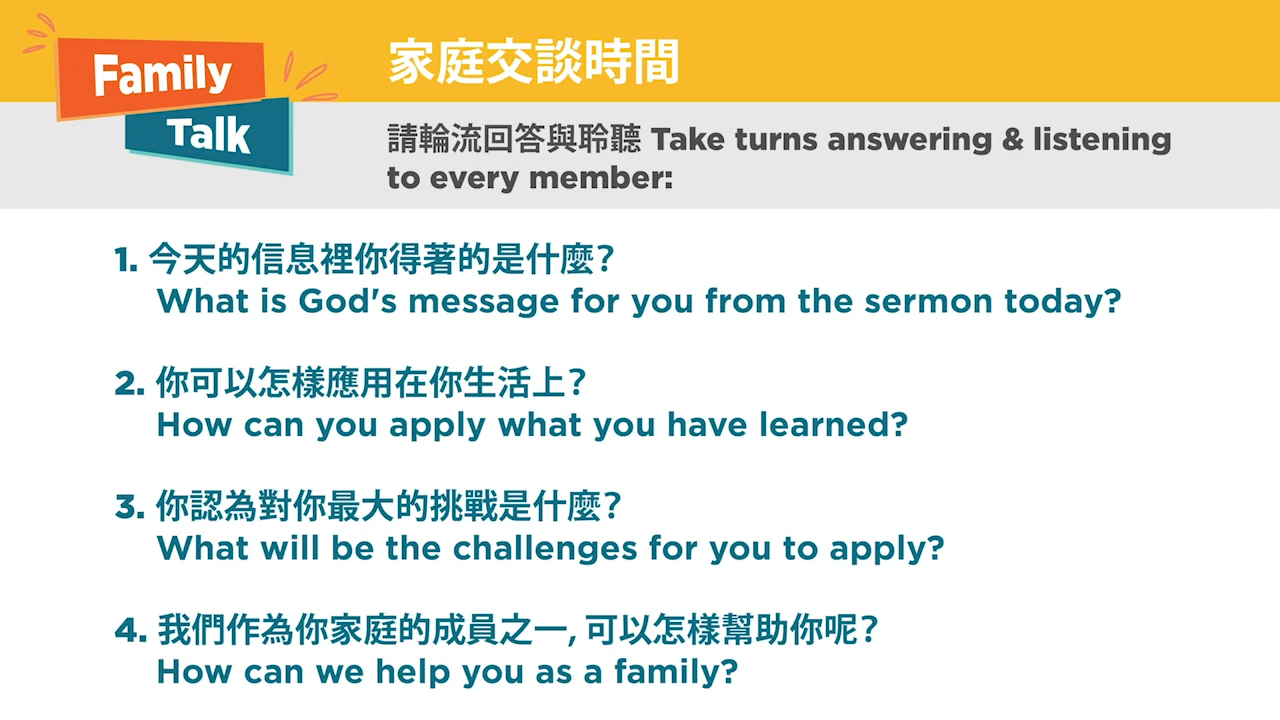 Family
Talk
家庭交談時間
請輪流回答與聆聽 Take turns answering & listening
to every member:
1. 今天的信息裡你得著的是什麼?
What is God's message for you from the sermon today?
2. 你可以怎樣應用在你生活上?
How can you apply what you have learned?
3. 你認為對你最大的挑戰是什麼?
What will be the challenges for you to apply?
4. 我們作為你家庭的成員之一, 可以怎樣幫助你呢?
How can we help you as a family?